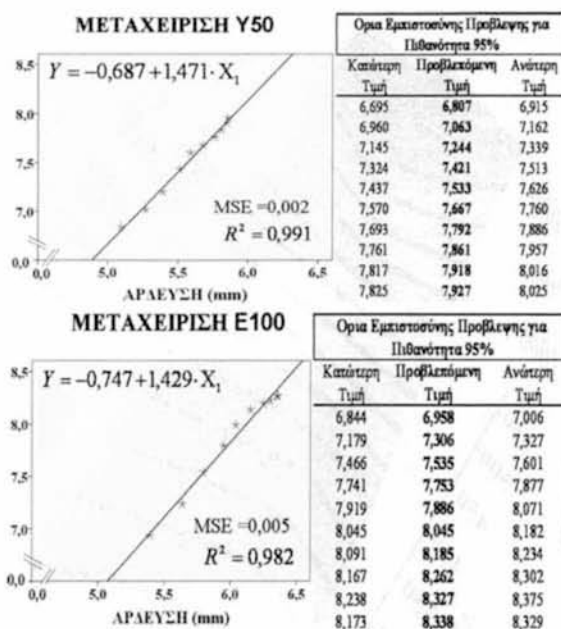 ΜΕΤΑΧΕΙΡΙΣΗ Υ50
Y = −0,687+1,471· X₁
8,5
8,0
7,5
7,0
6,0
MSE =0,002
R² = 0,991
0,0 5,0 5,5 6,0 6,5
ΑΡΔΕΥΣΗ (mm)
Ορια Εμπιστοσύνης Πρόβλεψης για
Πιθανότητα 95%
Κατώτερη Προβλεπόμενη Ανώτερη
Τιμή Τιμή Τιμή
6,695 6,807 6,915
6,960 7,063 7,162
7,145 7,244 7,339
7,324 7,421 7,513
7,437 7,533 7,626
7,570 7,667 7,760
7,693 7,792 7,886
7,761 7,861 7,957
7,817 7,918 8,016
7,825 7,927 8,025
ΜΕΤΑΧΕΙΡΙΣΗ Ε100
Y = −0,747+1,429· X₁
8,5
8,0
7,5
7,0
0,0
MSE =0,005
R² = 0,982
0,0 5,0 5,5 6,0 6,5
ΑΡΔΕΥΣΗ (mm)
Ορια Εμπιστοσύνης Πρόβλεψης για
Πιθανότητα 95%
Κατώτερη Προβλεπόμενη Ανώτερη
Τιμή Τιμή Τιμή
6,844 6,958 7,006
7,179 7,306 7,327
7,466 7,535 7,601
7,741 7,753 7,877
7,919 7,886 8,071
8,045 8,045 8,182
8,091 8,185 8,234
8,167 8,262 8,302
8,238 8,327 8,375
8,173 8,338 8,329